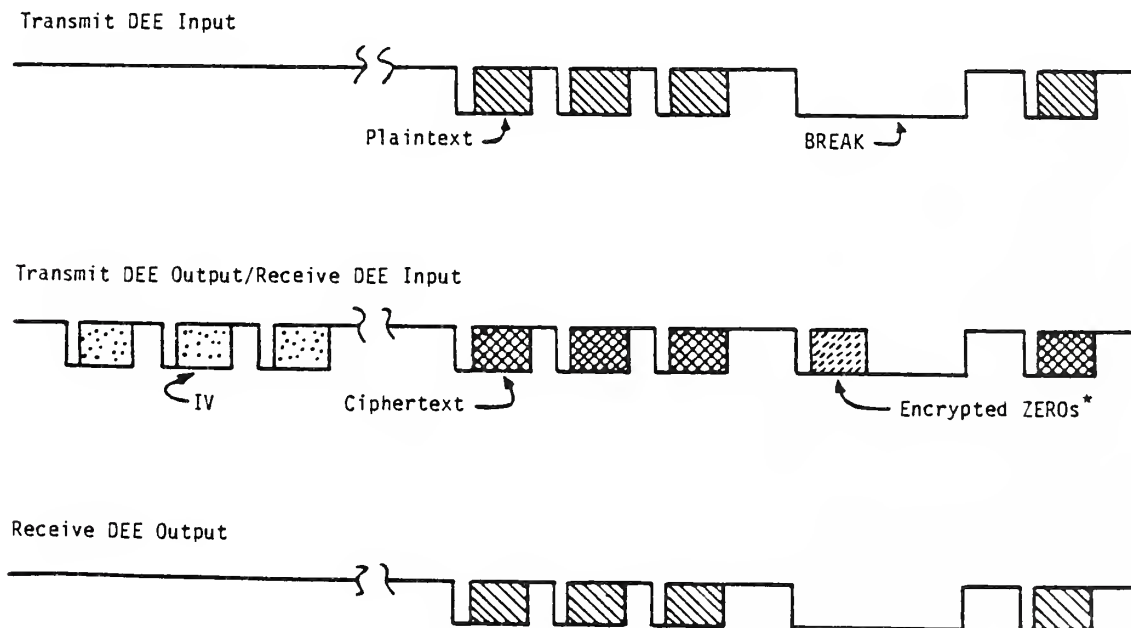 Transmit DEE Input
Plaintext
BREAK
Transmit DEE Output/Receive DEE Input
IV
Ciphertext
Encrypted ZEROs*
Receive DEE Output